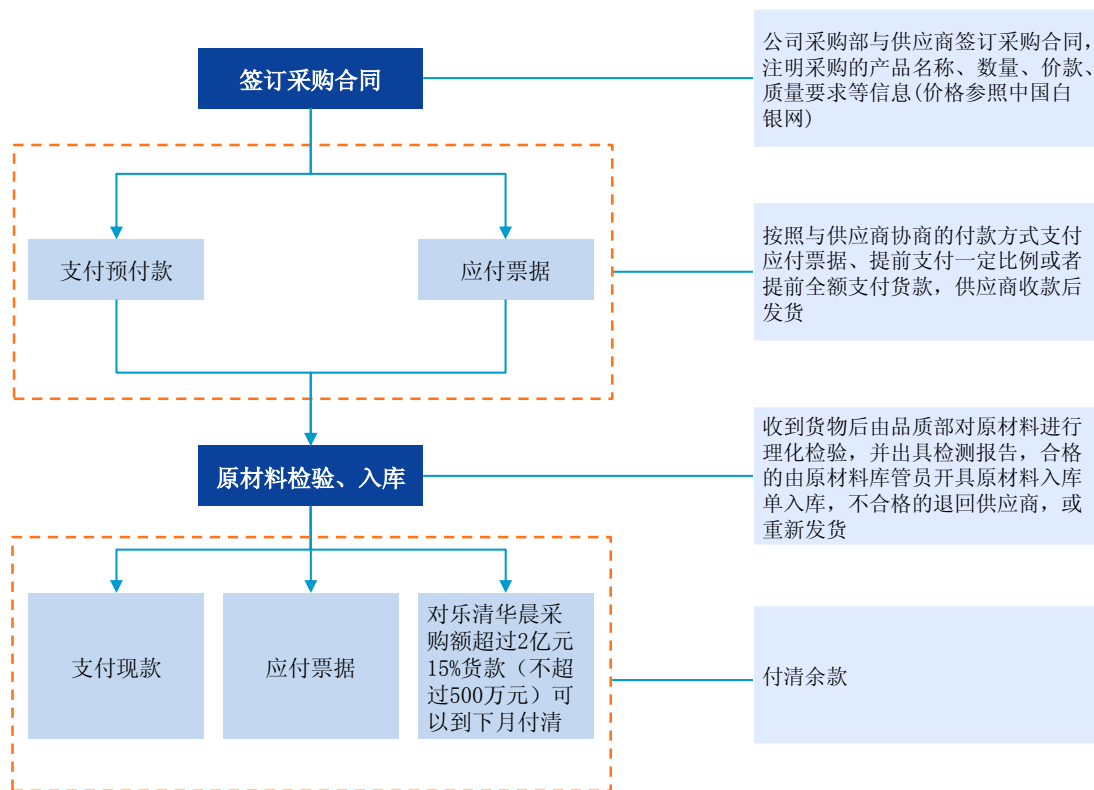 签订采购合同
公司采购部与供应商签订采购合同，
注明采购的产品名称、数量、价款、
质量要求等信息(价格参照中国白
银网)
支付预付款
应付票据
按照与供应商协商的付款方式支付
应付票据、提前支付一定比例或者
提前全额支付货款，供应商收款后
发货
原材料检验、入库
收到货物后由品质部对原材料进行
理化检验，并出具检测报告，合格
的由原材料库管员开具原材料入库
单入库，不合格的退回供应商，或
重新发货
支付现款
应付票据
对乐清华晨采
购额超过2亿元
15%货款（不超
过500万元）可
以到下月付清
付清余款